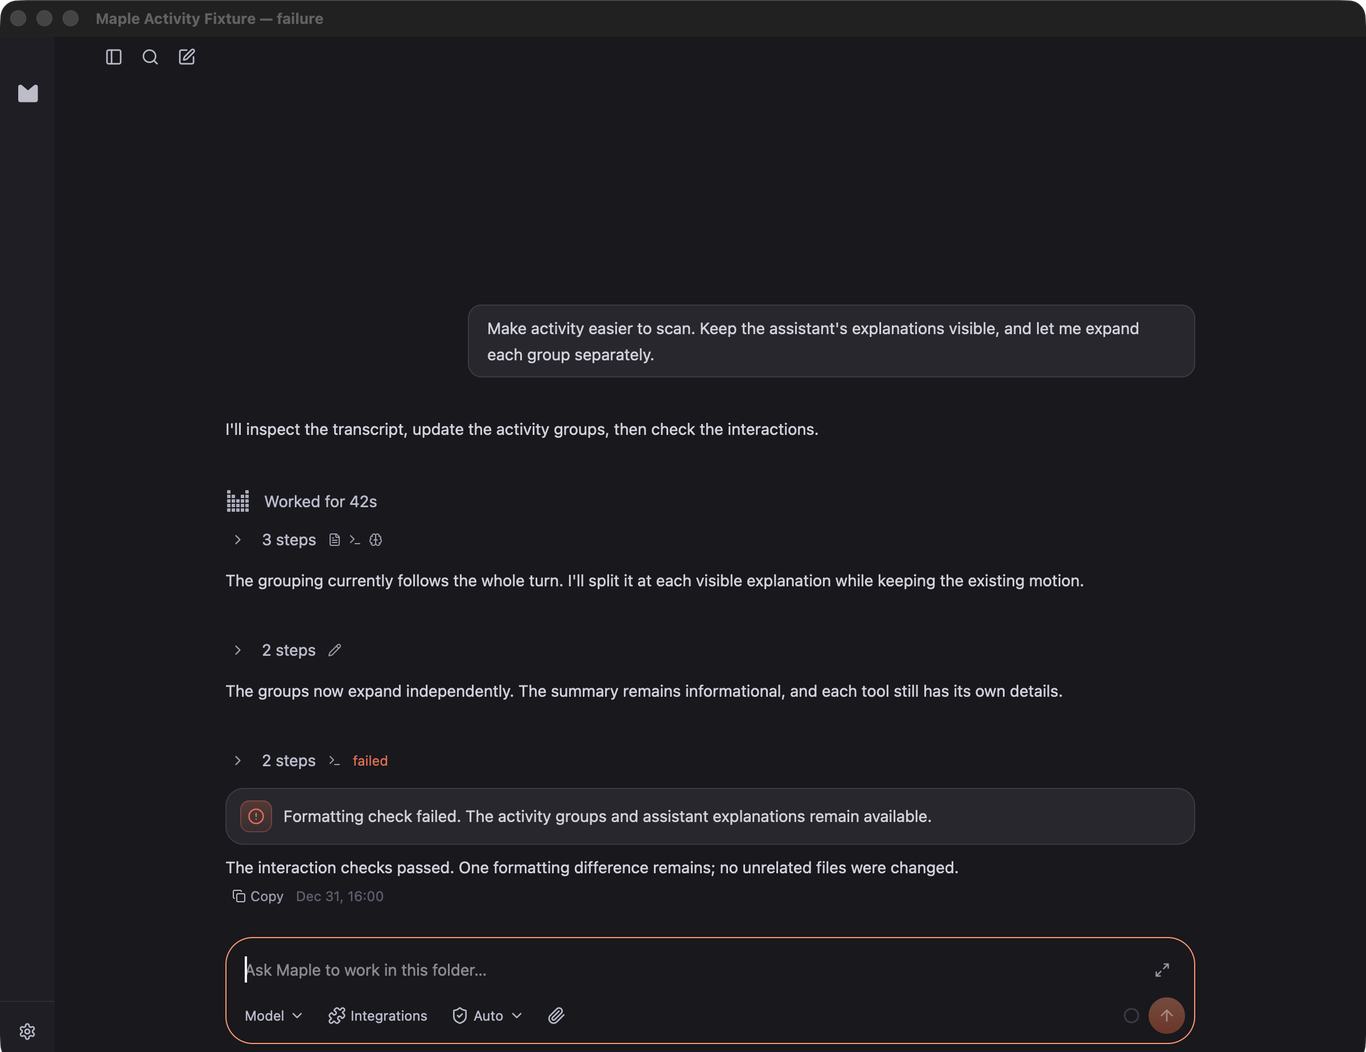 Maple Activity Fixture — failure
Make activity easier to scan. Keep the assistant's explanations visible, and let me expand
each group separately.
I'll inspect the transcript, update the activity groups, then check the interactions.
Worked for 42s
3 steps
The grouping currently follows the whole turn. I'll split it at each visible explanation while keeping the existing motion.
2 steps
The groups now expand independently. The summary remains informational, and each tool still has its own details.
2 steps failed
Formatting check failed. The activity groups and assistant explanations remain available.
The interaction checks passed. One formatting difference remains; no unrelated files were changed.
Copy Dec 31, 16:00
Ask Maple to work in this folder...
Model Integrations Auto